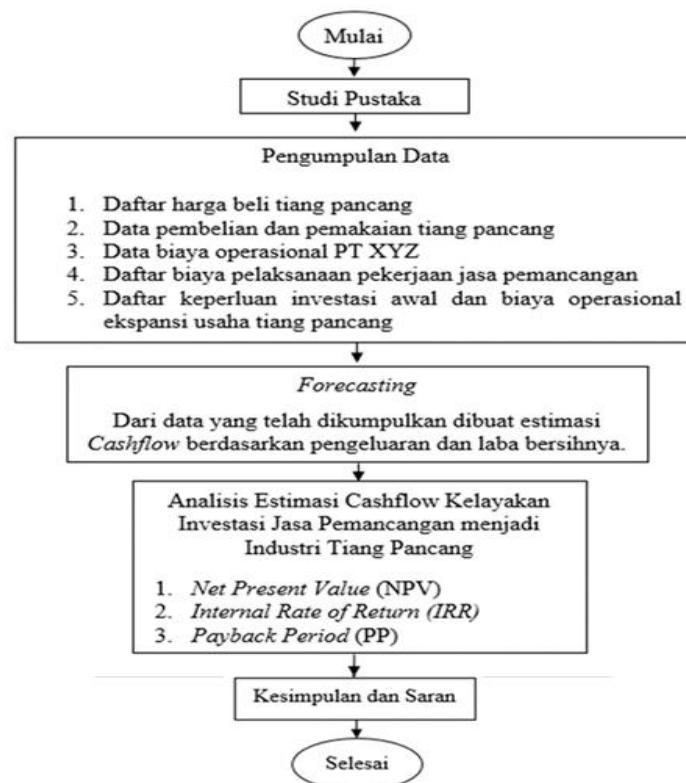 Mulai
Studi Pustaka
Pengumpulan Data
1. Daftar harga beli tiang pancang
2. Data pembelian dan pemakaian tiang pancang
3. Data biaya operasional PT XYZ
4. Daftar biaya pelaksanaan pekerjaan jasa pemancangan
5. Daftar keperluan investasi awal dan biaya operasional
ekspansi usaha tiang pancang
Forecasting
Dari data yang telah dikumpulkan dibuat estimasi
Cashflow berdasarkan pengeluaran dan laba bersihnya.
Analisis Estimasi Cashflow Kelayakan
Investasi Jasa Pemancangan menjadi
Industri Tiang Pancang
1. Net Present Value (NPV)
2. Internal Rate of Return (IRR)
3. Payback Period (PP)
Kesimpulan dan Saran
Selesai